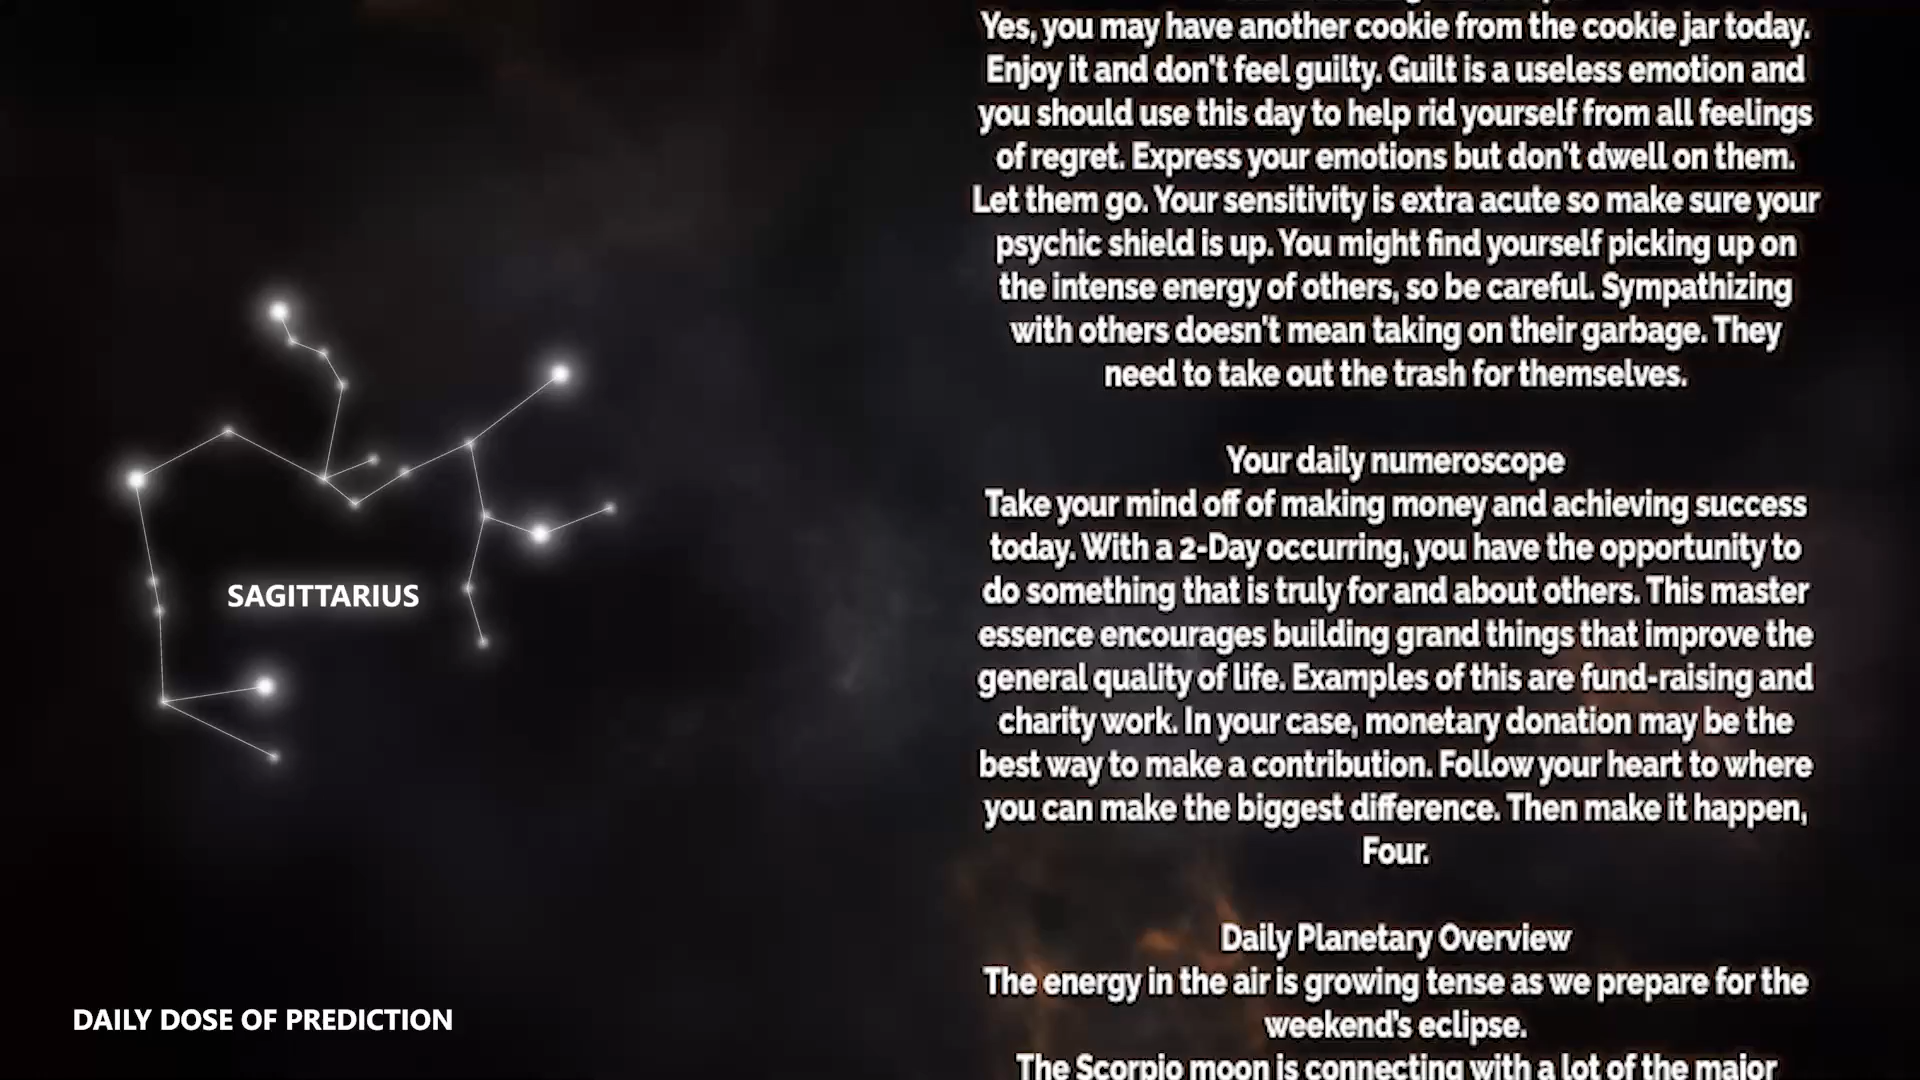 Yes, you may have another cookie from the cookie jar today.
Enjoy it and don't feel guilty. Guilt is a useless emotion and
you should use this day to help rid yourself from all feelings
of regret. Express your emotions but don't dwell on them.
Let them go. Your sensitivity is extra acute so make sure your
psychic shield is up. You might find yourself picking up on
the intense energy of others, so be careful. Sympathizing
with others doesn't mean taking on their garbage. They
need to take out the trash for themselves.
Your daily numeroscope
Take your mind off of making money and achieving success
today. With a 2-Day occurring, you have the opportunity to
do something that is truly for and about others. This master
essence encourages building grand things that improve the
general quality of life. Examples of this are fund-raising and
charity work. In your case, monetary donation may be the
best way to make a contribution. Follow your heart to where
you can make the biggest difference. Then make it happen,
Four.
Daily Planetary Overview
The energy in the air is growing tense as we prepare for the
weekend's eclipse.
The Scorpio moon is connecting with a lot of the major
SAGITTARIUS
DAILY DOSE OF PREDICTION